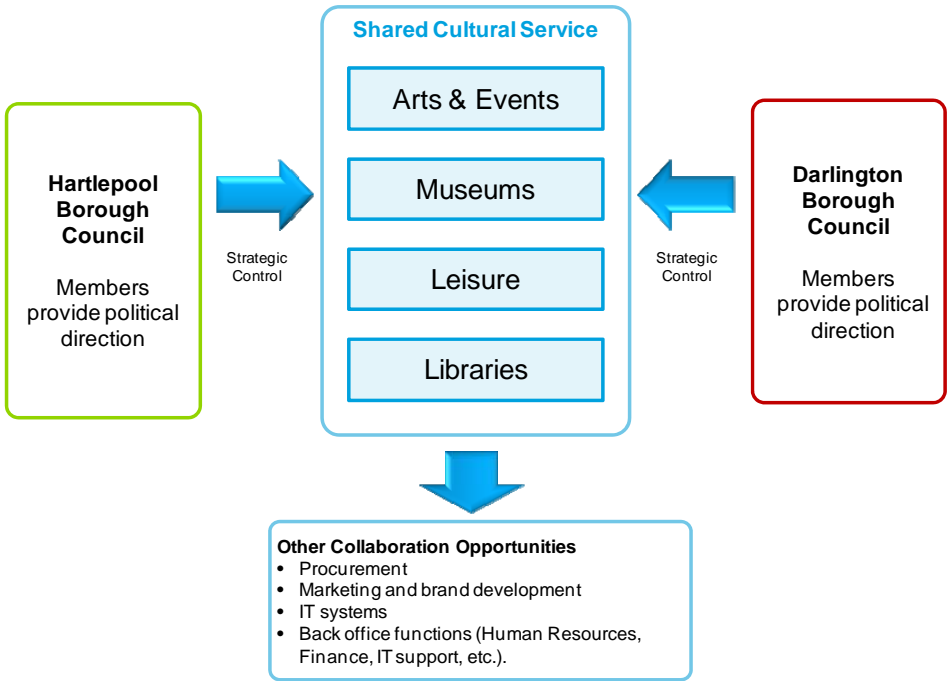 Shared Cultural Service
Arts & Events
Museums
Leisure
Libraries
Hartlepool
Borough
Council
Members
provide political
direction
Strategic
Control
Strategic
Control
Darlington
Borough
Council
Members
provide political
direction
Other Collaboration Opportunities
• Procurement
• Marketing and brand development
• IT systems
• Back office functions (Human Resources,
Finance, IT support, etc.).